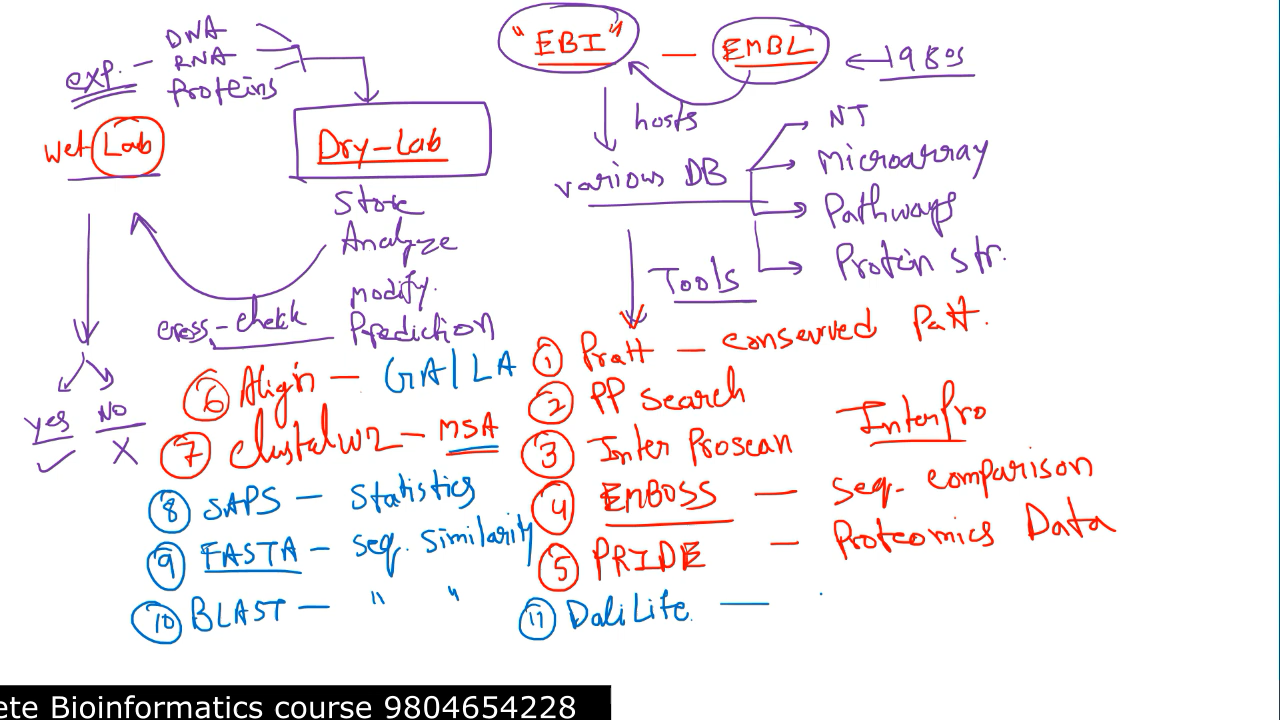 exp. - DNA
RNA
Proteins
wet Lab
Dry-Lab
Store
Analyze
modify.
Prediction
cross-check
yes
No
X
"EBI" - EMBL
1980s
hosts
various DB
NT
Microarray
Pathways
Protein str.
Tools
① Pratt - conserved Patt.
② PP search
③ Inter Proscan
InterPro
④ EMBOSS - seq. comparison
⑤ PRIDE - Proteomics Data
⑥ Align - GA/LA
⑦ clustalw2 - MSA
⑧ SAPS - Statistics
⑨ FASTA - seq. similarity
⑩ BLAST - " "
⑪ DaliLite -
ete Bioinformatics course 9804654228